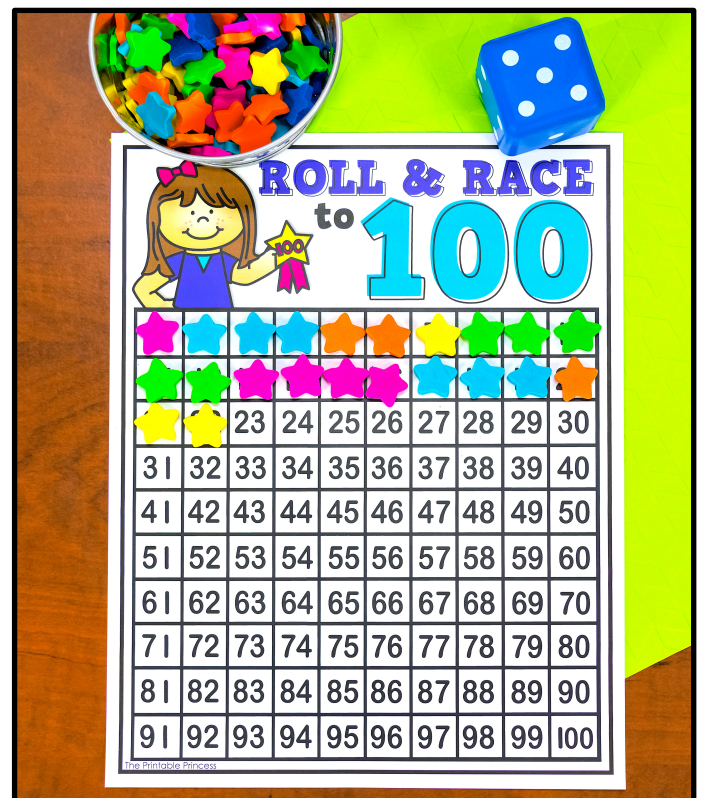 ROLL & RACE
to 100
100
23 24 25 26 27 28 29 30
31 32 33 34 35 36 37 38 39 40
41 42 43 44 45 46 47 48 49 50
51 52 53 54 55 56 57 58 59 60
61 62 63 64 65 66 67 68 69 70
71 72 73 74 75 76 77 78 79 80
81 82 83 84 85 86 87 88 89 90
91 92 93 94 95 96 97 98 99 100
The Printable Princess